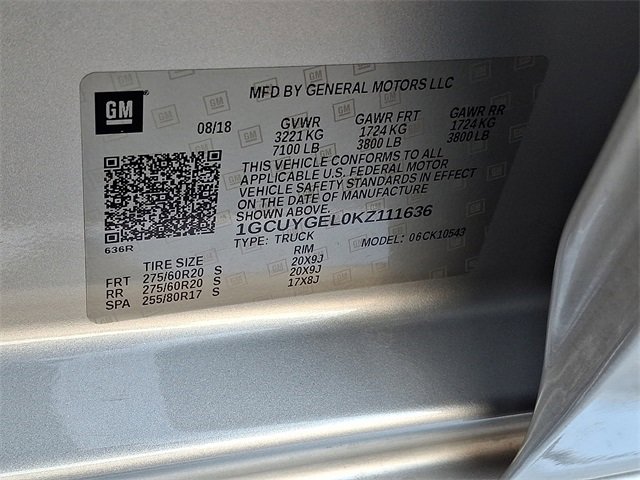 GM
MFD BY GENERAL MOTORS LLC
08/18 GVWR GAWR FRT GAWR RR
3221 KG 1724 KG 1724 KG
7100 LB 3800 LB 3800 LB
THIS VEHICLE CONFORMS TO ALL
APPLICABLE U.S. FEDERAL MOTOR
VEHICLE SAFETY STANDARDS IN EFFECT
ON THE DATE OF MANUFACTURE
SHOWN ABOVE.
1GCUYGEL0KZ111636
TYPE: TRUCK MODEL: 06CK10543
636R
TIRE SIZE RIM
FRT 275/60R20 S 20X9J
RR 275/60R20 S 20X9J
SPA 255/80R17 S 17X8J